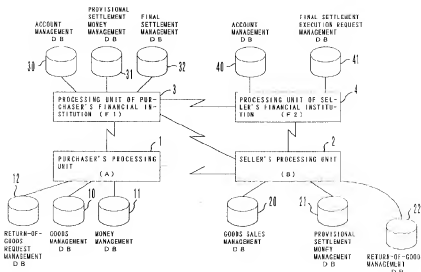 PROVISIONAL
ACCOUNT SETTLEMENT FINAL
MANAGEMENT MONEY SETTLEMENT
D B MANAGEMENT MANAGEMENT
D B D B
ACCOUNT FINAL SETTLEMENT
MANAGEMENT EXECUTION REQUEST
D B MANAGEMENT
D B
30 31 32 40 41
3 4
PROCESSING UNIT OF PUR-
CHASER'S FINANCIAL IN-
STITUTION (F1)
PROCESSING UNIT OF SEL-
LER'S FINANCIAL INSTITU-
TION (F2)
1 2
PURCHASER'S PROCESSING
UNIT
(A)
SELLER'S PROCESSING UNIT
(B)
12 10 11 20 21 22
RETURN-OF-
GOODS
REQUEST
MANAGEMENT
D B
GOODS
MANAGEMENT
D B
MONEY
MANAGEMENT
D B
GOODS SALES
MANAGEMENT
D B
PROVISIONAL
SETTLEMENT
MONEY
MANAGEMENT
D B
RETURN-OF-GOOD
MANAGEMENT
D B